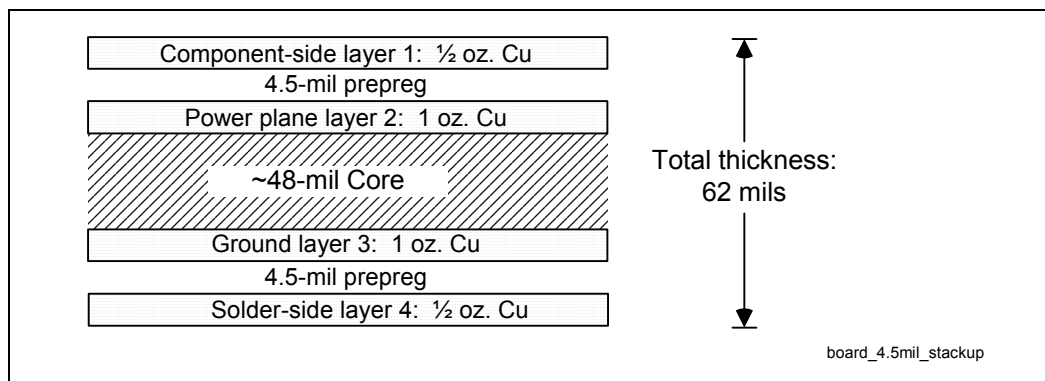 Component-side layer 1:  ½ oz. Cu
4.5-mil prepreg
Power plane layer 2:  1 oz. Cu
~48-mil Core
Ground layer 3:  1 oz. Cu
4.5-mil prepreg
Solder-side layer 4:  ½ oz. Cu
Total thickness:
62 mils
board_4.5mil_stackup